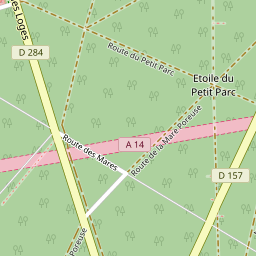 es Loges
D 284
Route du Petit Parc
Etoile du
Petit Parc
A 14
Route des Mares
Route de la Mare Poreuse
D 157
Poreuse